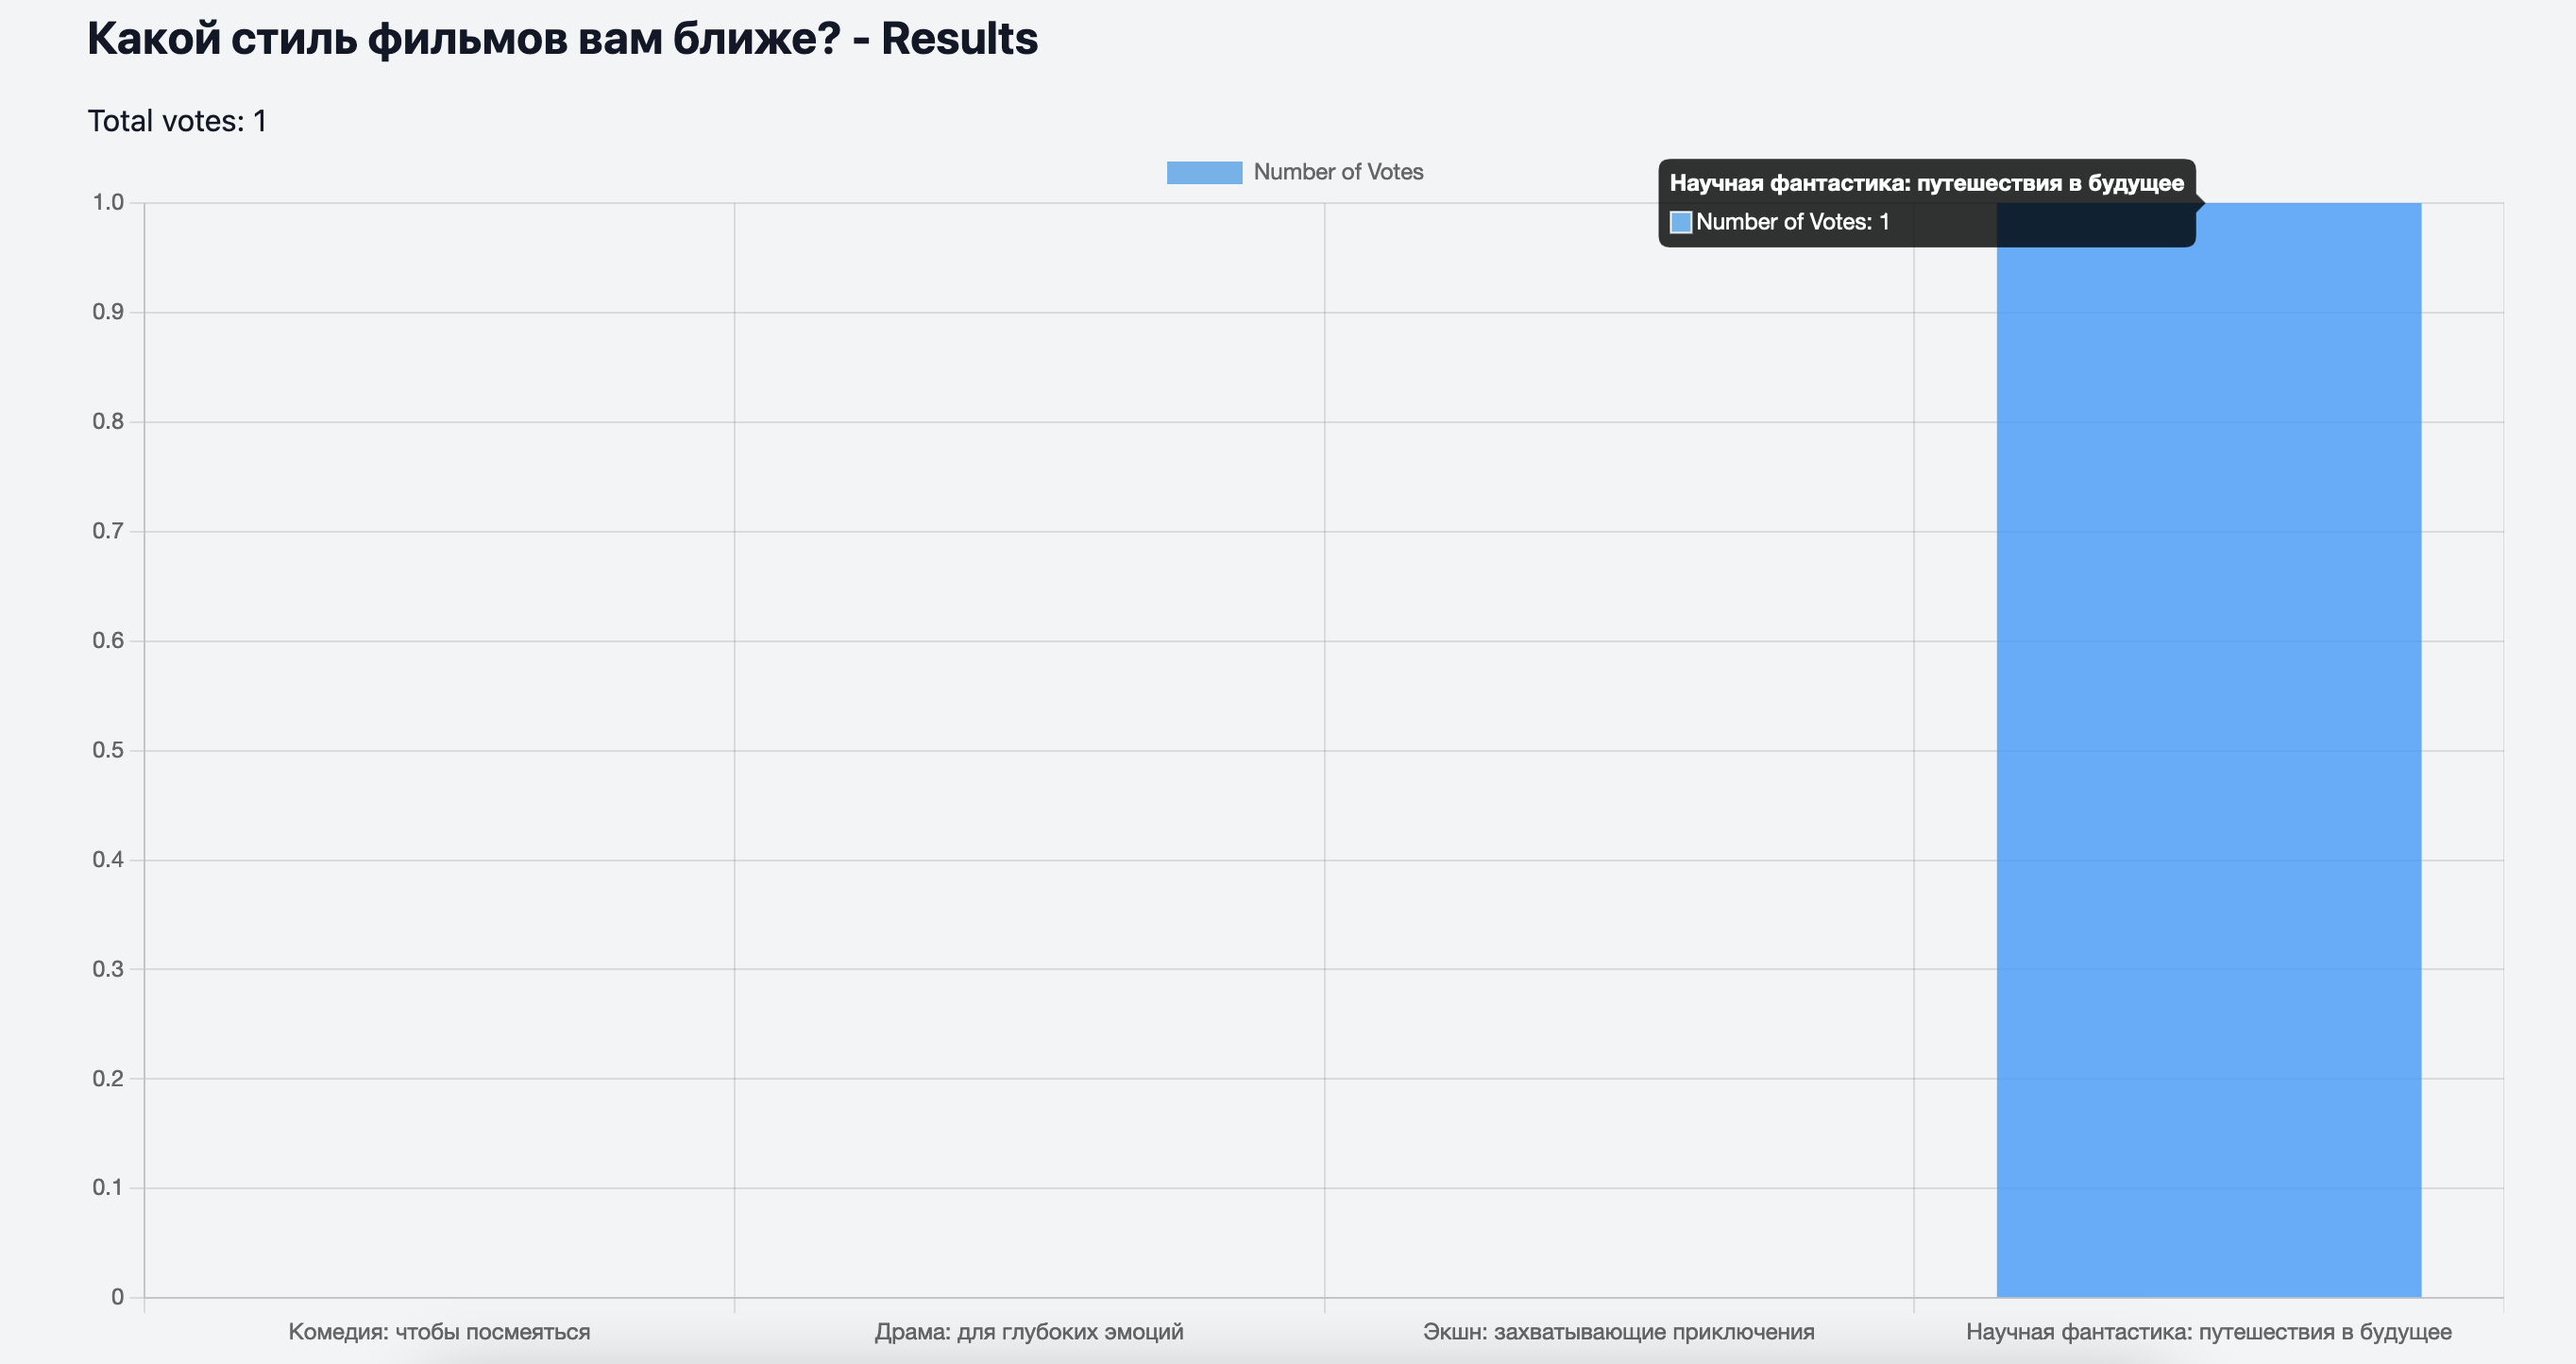 Какой стиль фильмов вам ближе? - Results
Total votes: 1
Number of Votes
Научная фантастика: путешествия в будущее
Number of Votes: 1
1.0
0.9
0.8
0.7
0.6
0.5
0.4
0.3
0.2
0.1
0
Комедия: чтобы посмеяться
Драма: для глубоких эмоций
Экшн: захватывающие приключения
Научная фантастика: путешествия в будущее